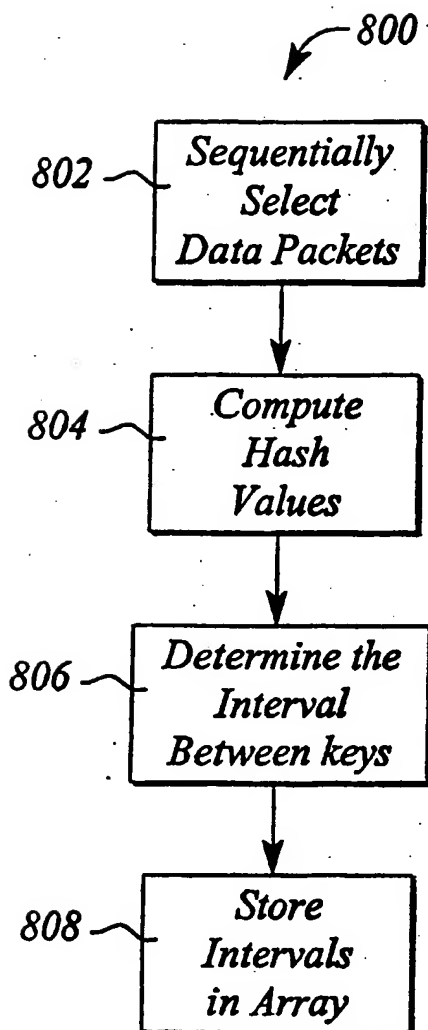 800
802
Sequentially
Select
Data Packets
804
Compute
Hash
Values
806
Determine the
Interval
Between keys
808
Store
Intervals
in Array